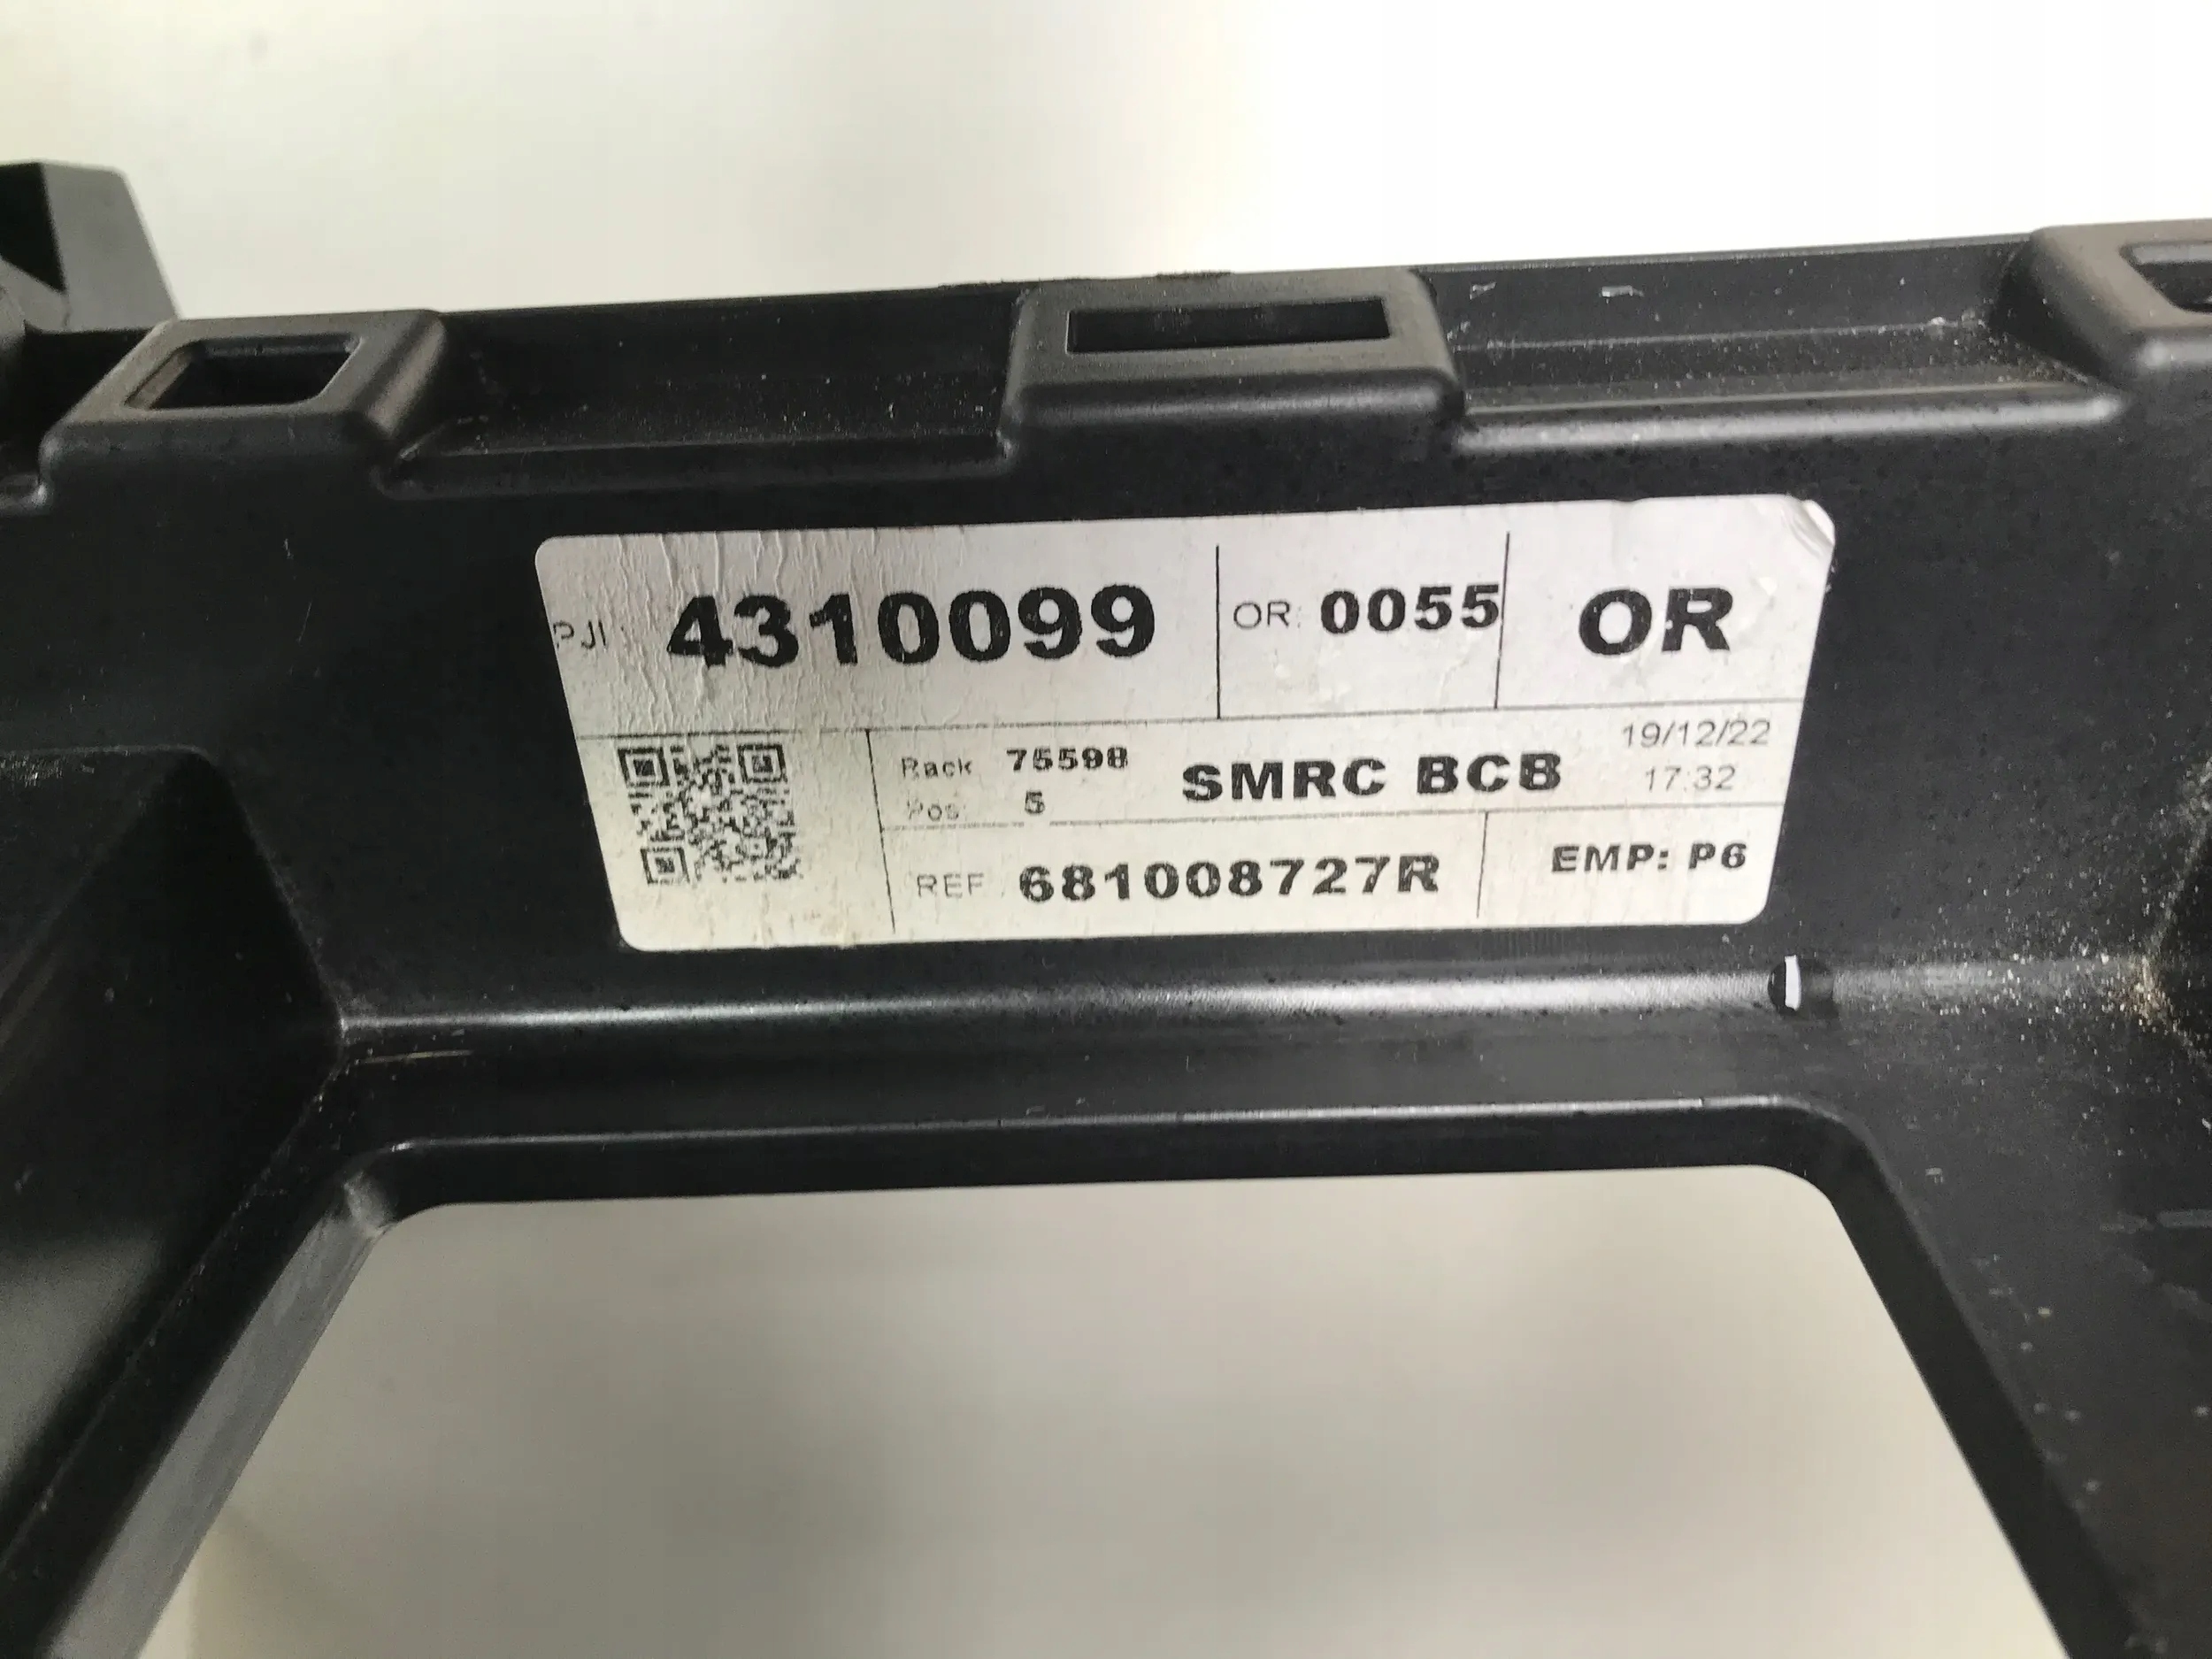 PJI: 4310099
OR: 0055
OR
Rack 75598
Pos: 5
SMRC BCB
19/12/22
17:32
REF : 681008727R
EMP: P6